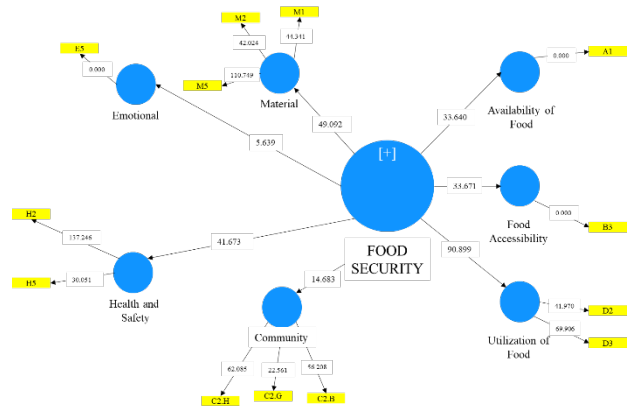 M2
M1
E5
42.024
44.341
A1
0.000
0.000
M5
110.749
Material
Emotional
Availability of
Food
49.092
33.640
5.639
[+]
33.671
0.000
Food
Accessibility
B3
H2
137.246
41.673
90.899
FOOD
SECURITY
H5
30.051
14.683
Health and
Safety
41.970
D2
69.906
D3
Community
Utilization of
Food
62.085
22.561
56.208
C2.H
C2.G
C2.B